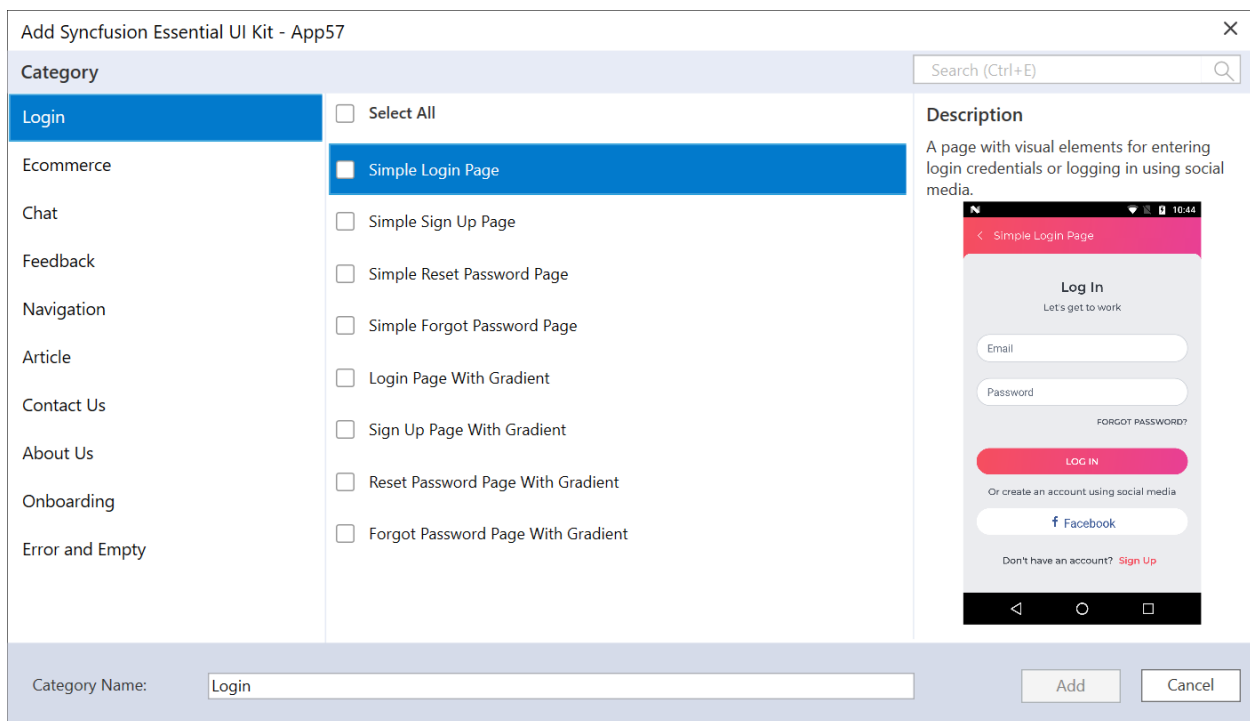 Add Syncfusion Essential UI Kit - App57
Category
Search (Ctrl+E)
Login
Ecommerce
Chat
Feedback
Navigation
Article
Contact Us
About Us
Onboarding
Error and Empty
Select All
Simple Login Page
Simple Sign Up Page
Simple Reset Password Page
Simple Forgot Password Page
Login Page With Gradient
Sign Up Page With Gradient
Reset Password Page With Gradient
Forgot Password Page With Gradient
Description
A page with visual elements for entering
login credentials or logging in using social
media.
10:44
Simple Login Page
Log In
Let's get to work
Email
Password
FORGOT PASSWORD?
LOG IN
Or create an account using social media
f Facebook
Don't have an account? Sign Up
Category Name:
Login
Add
Cancel